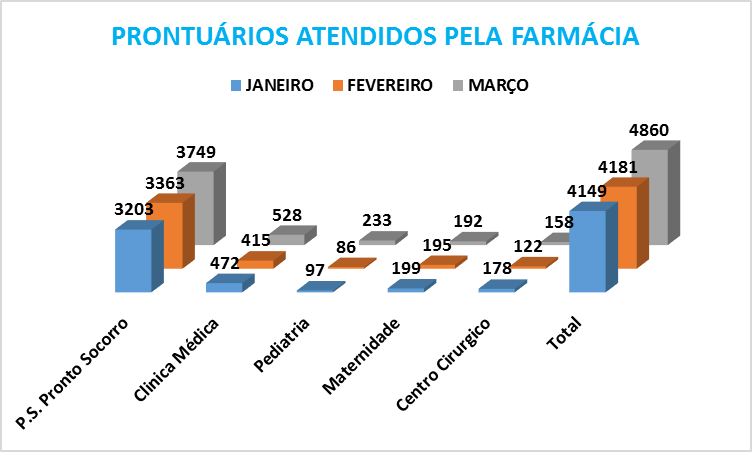 PRONTUÁRIOS ATENDIDOS PELA FARMÁCIA
JANEIRO FEVEREIRO MARÇO
3203 3363 3749
472 415 528
97 86 233
199 195 192
178 122 158
4149 4181 4860
P.S. Pronto Socorro
Clinica Médica
Pediatria
Maternidade
Centro Cirurgico
Total